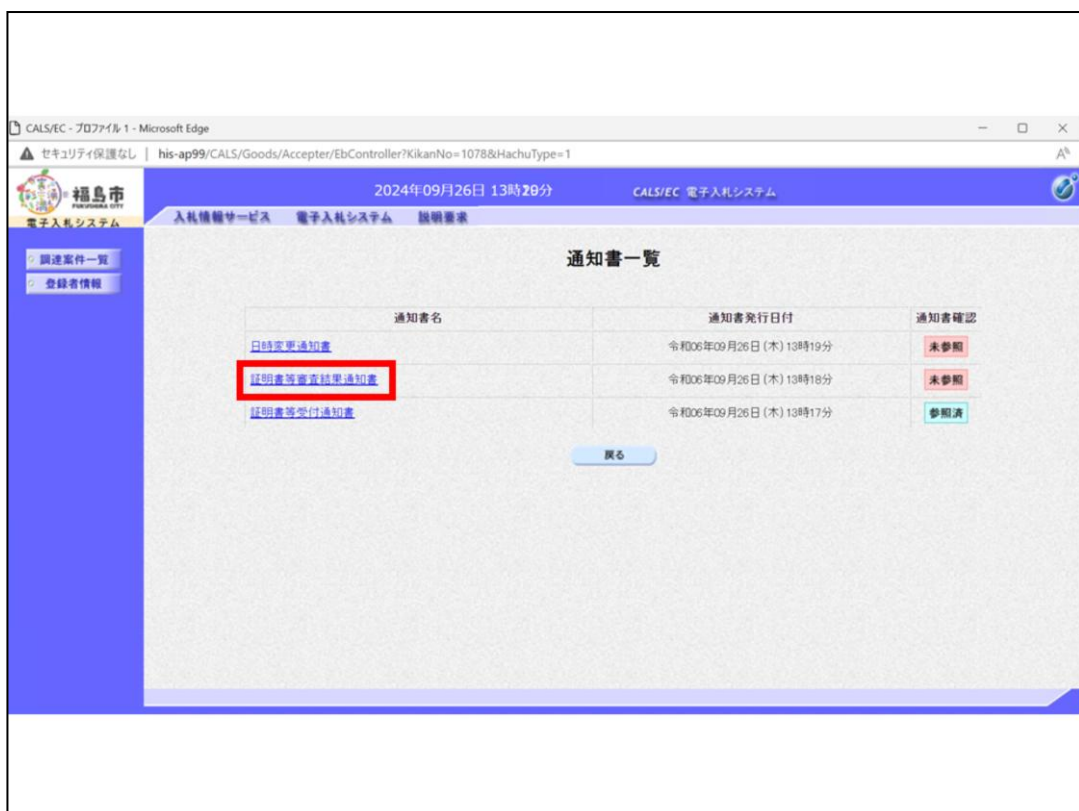 CALS/EC - プロファイル 1 - Microsoft Edge
セキュリティ保護なし | his-ap99/CALS/Goods/Accepter/EbController?KikanNo=1078&HachuType=1
福島市
FUKUSHIMA CITY
電子入札システム
2024年09月26日 13時20分
CALS/EC 電子入札システム
入札情報サービス 電子入札システム 説明要求
調達案件一覧
登録者情報
通知書一覧
通知書名 通知書発行日付 通知書確認
日時変更通知書 令和06年09月26日(木)13時19分 未参照
証明書等審査結果通知書 令和06年09月26日(木)13時18分 未参照
証明書等受付通知書 令和06年09月26日(木)13時17分 参照済
戻る